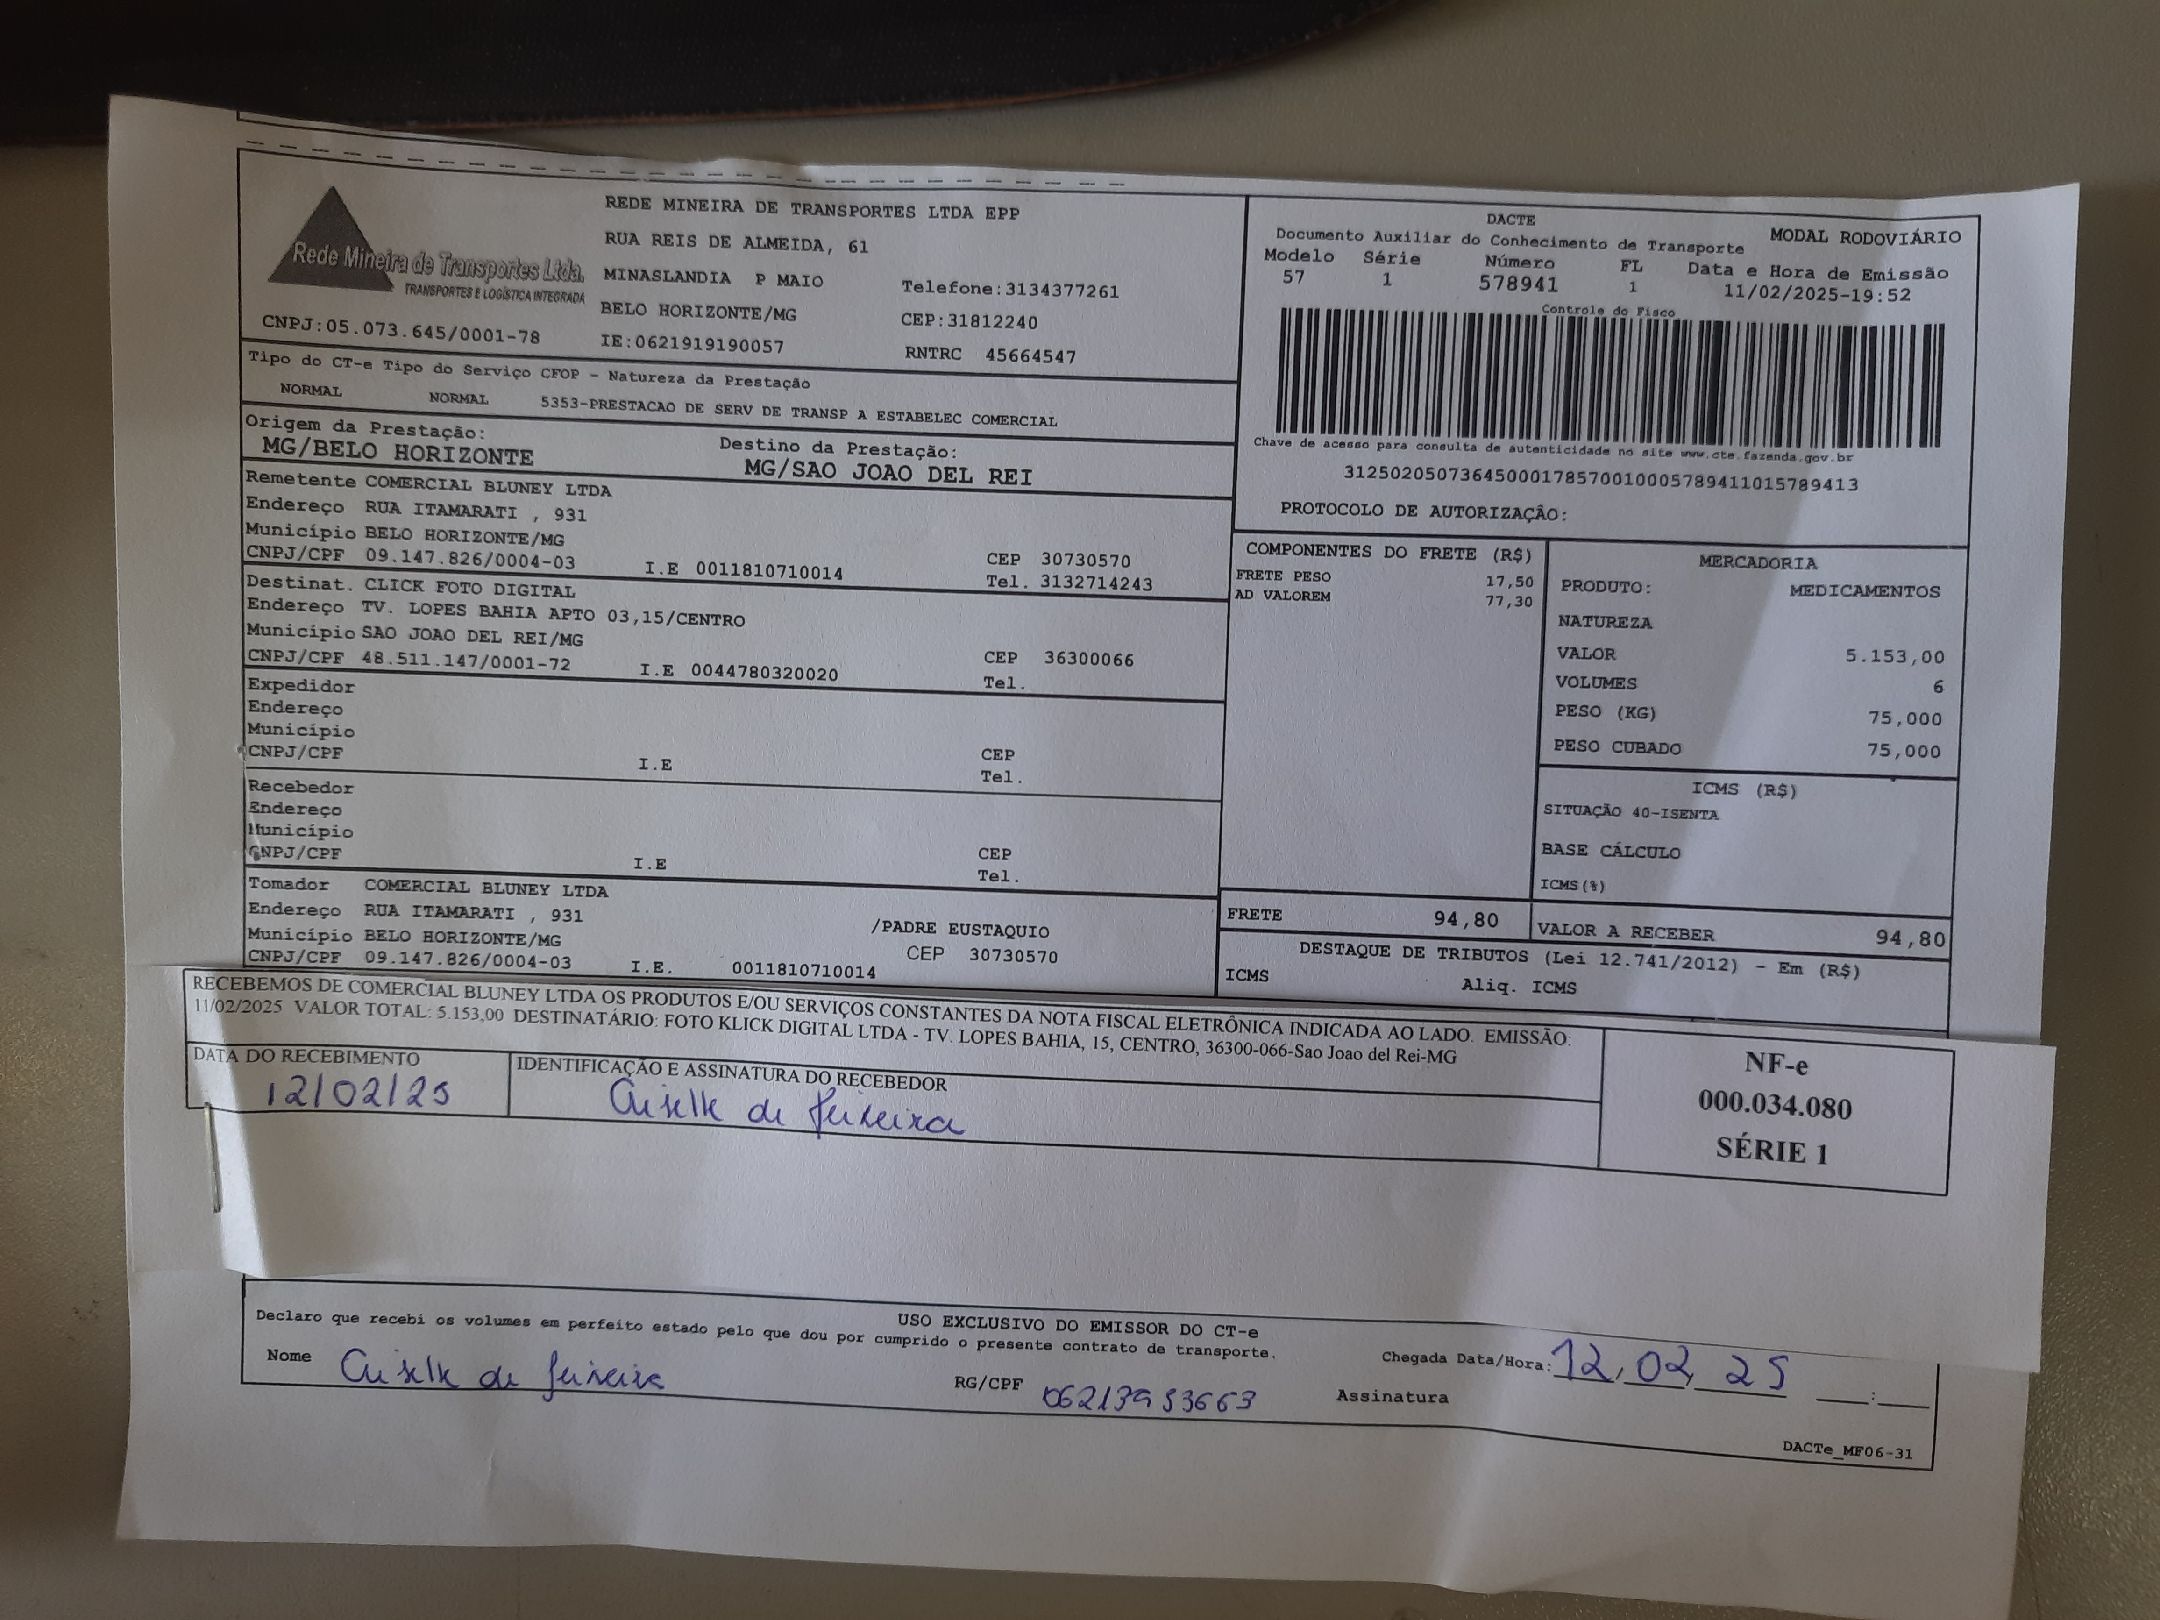 Rede Mineira de Transportes Ltda.
TRANSPORTES E LOGÍSTICA INTEGRADA
CNPJ:05.073.645/0001-78
REDE MINEIRA DE TRANSPORTES LTDA EPP
RUA REIS DE ALMEIDA, 61
MINASLANDIA P MAIO Telefone:3134377261
BELO HORIZONTE/MG CEP:31812240
IE:0621919190057 RNTRC 45664547
DACTE MODAL RODOVIÁRIO
Documento Auxiliar do Conhecimento de Transporte
Modelo Série Número FL Data e Hora de Emissão
57 1 578941 1 11/02/2025-19:52
Controle do Fisco
Chave de acesso para consulta de autenticidade no site www.cte.fazenda.gov.br
31250205073645000178570010005789411015789413
PROTOCOLO DE AUTORIZAÇÂO:
Tipo do CT-e Tipo do Serviço CFOP - Natureza da Prestação
NORMAL NORMAL 5353-PRESTACAO DE SERV DE TRANSP A ESTABELEC COMERCIAL
Origem da Prestação: Destino da Prestação:
MG/BELO HORIZONTE MG/SAO JOAO DEL REI
Remetente COMERCIAL BLUNEY LTDA
Endereço RUA ITAMARATI , 931
Município BELO HORIZONTE/MG CEP 30730570
CNPJ/CPF 09.147.826/0004-03 I.E 0011810710014 Tel. 3132714243
Destinat. CLICK FOTO DIGITAL
Endereço TV. LOPES BAHIA APTO 03,15/CENTRO
Município SAO JOAO DEL REI/MG CEP 36300066
CNPJ/CPF 48.511.147/0001-72 I.E 0044780320020 Tel.
Expedidor
Endereço
Município CEP
CNPJ/CPF I.E Tel.
Recebedor
Endereço
Município CEP
CNPJ/CPF I.E Tel.
Tomador COMERCIAL BLUNEY LTDA
Endereço RUA ITAMARATI , 931 /PADRE EUSTAQUIO
Município BELO HORIZONTE/MG CEP 30730570
CNPJ/CPF 09.147.826/0004-03 I.E. 0011810710014
COMPONENTES DO FRETE (R$)
FRETE PESO 17,50
AD VALOREM 77,30
MERCADORIA
PRODUTO: MEDICAMENTOS
NATUREZA
VALOR 5.153,00
VOLUMES 6
PESO (KG) 75,000
PESO CUBADO 75,000
ICMS (R$)
SITUAÇÃO 40-ISENTA
BASE CÁLCULO
ICMS(%)
FRETE 94,80 VALOR A RECEBER 94,80
DESTAQUE DE TRIBUTOS (Lei 12.741/2012) - Em (R$)
ICMS Aliq. ICMS
RECEBEMOS DE COMERCIAL BLUNEY LTDA OS PRODUTOS E/OU SERVIÇOS CONSTANTES DA NOTA FISCAL ELETRÔNICA INDICADA AO LADO. EMISSÃO:
11/02/2025 VALOR TOTAL: 5.153,00 DESTINATÁRIO: FOTO KLICK DIGITAL LTDA - TV. LOPES BAHIA, 15, CENTRO, 36300-066-Sao Joao del Rei-MG
DATA DO RECEBIMENTO IDENTIFICAÇÃO E ASSINATURA DO RECEBEDOR
12/02/25 de
NF-e
000.034.080
SÉRIE 1
USO EXCLUSIVO DO EMISSOR DO CT-e
Declaro que recebi os volumes em perfeito estado pelo que dou por cumprido o presente contrato de transporte.
Nome de RG/CPF Chegada Data/Hora: 12,02,25 :
Assinatura
DACTe_MF06-31